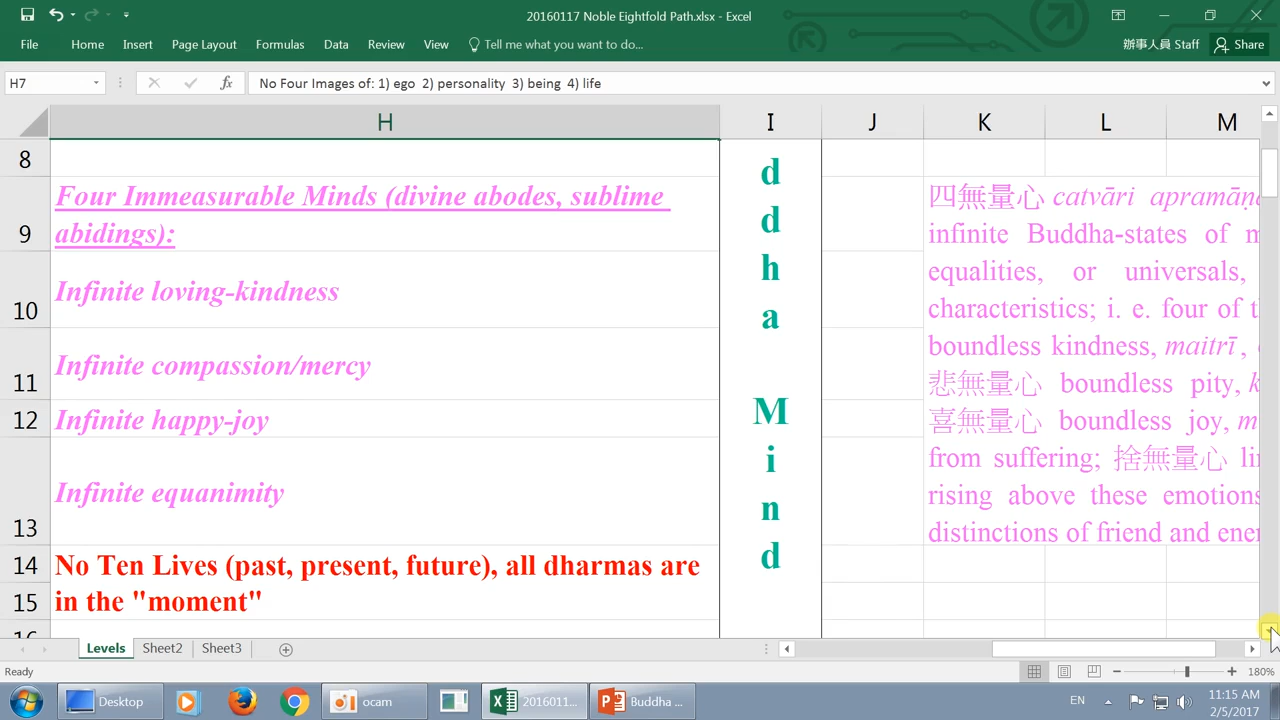 20160117 Noble Eightfold Path.xlsx - Excel
File Home Insert Page Layout Formulas Data Review View Tell me what you want to do...
辦事人員 Staff Share
H7
fx No Four Images of: 1) ego 2) personality 3) being 4) life
H I J K L M
8
9
10
11
12
13
14
15
16
Four Immeasurable Minds (divine abodes, sublime
abidings):
Infinite loving-kindness
Infinite compassion/mercy
Infinite happy-joy
Infinite equanimity
No Ten Lives (past, present, future), all dharmas are
in the "moment"
d
d
h
a
M
i
n
d
四無量心 catvāri apramāṇ
infinite Buddha-states of m
equalities, or universals,
characteristics; i. e. four of t
boundless kindness, maitrī,
悲無量心 boundless pity,
喜無量心 boundless joy, m
from suffering; 捨無量心 li
rising above these emotions
distinctions of friend and ene
Levels Sheet2 Sheet3
Ready
180%
Desktop
ocam
2016011...
Buddha ...
EN
11:15 AM
2/5/2017